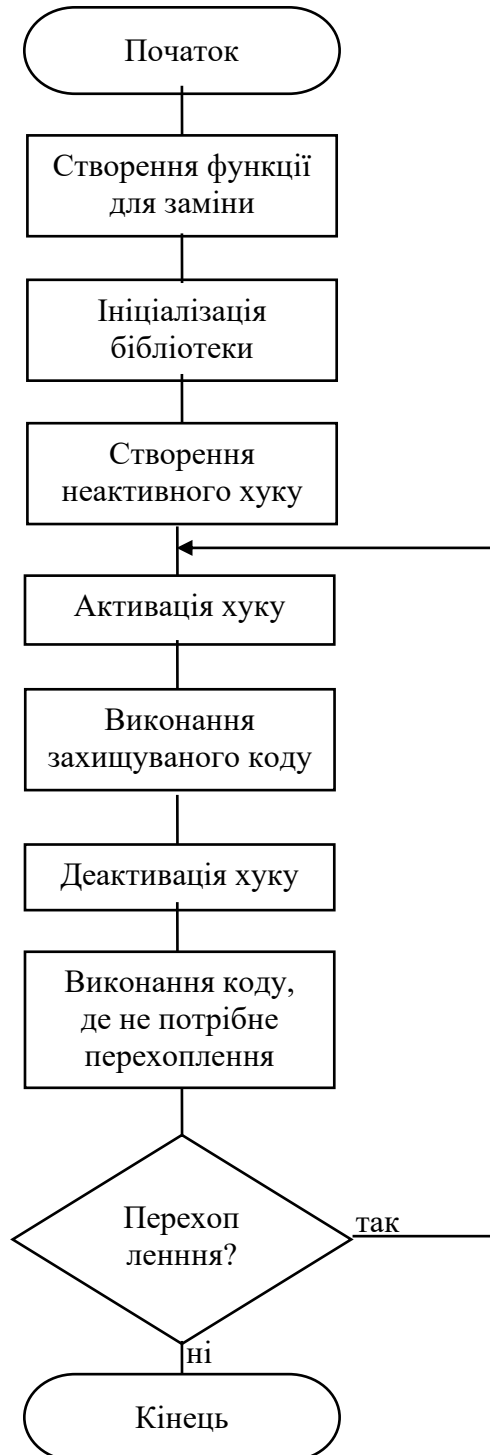 Початок
Створення функції
для заміни
Ініціалізація
бібліотеки
Створення
неактивного хуку
Активація хуку
Виконання
захищуваного коду
Деактивація хуку
Виконання коду,
де не потрібне
перехоплення
Перехоп
ленння?
так
ні
Кінець